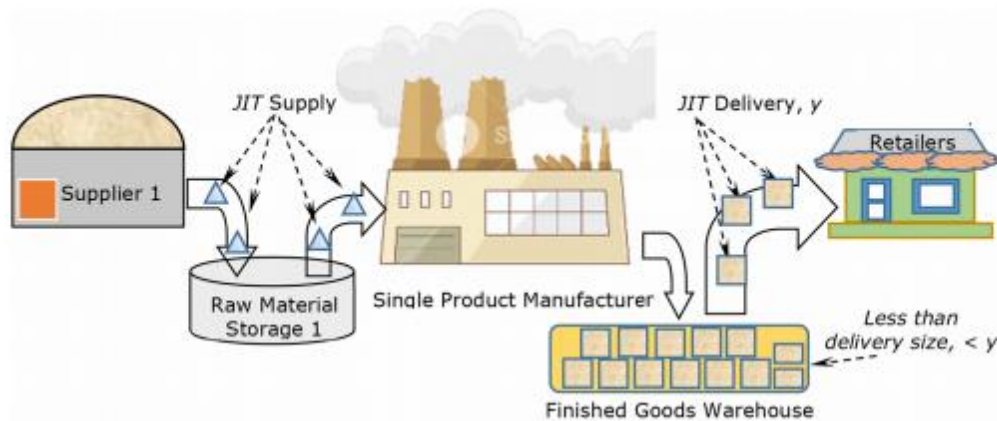 JIT Supply
JIT Delivery, y
Retailers
Supplier 1
Raw Material
Storage 1
Single Product Manufacturer
Less than
delivery size, < y
Finished Goods Warehouse